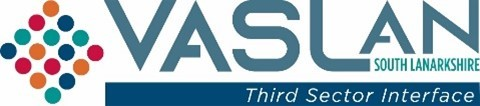 VASLAN
SOUTH LANARKSHIRE
Third Sector Interface